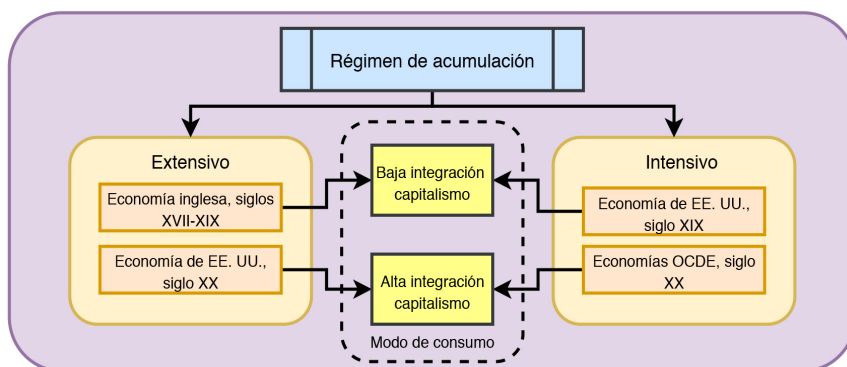 Régimen de acumulación
Extensivo
Economía inglesa, siglos
XVII-XIX
Economía de EE. UU.,
siglo XX
Baja integración
capitalismo
Alta integración
capitalismo
Modo de consumo
Intensivo
Economía de EE. UU.,
siglo XIX
Economías OCDE, siglo
XX